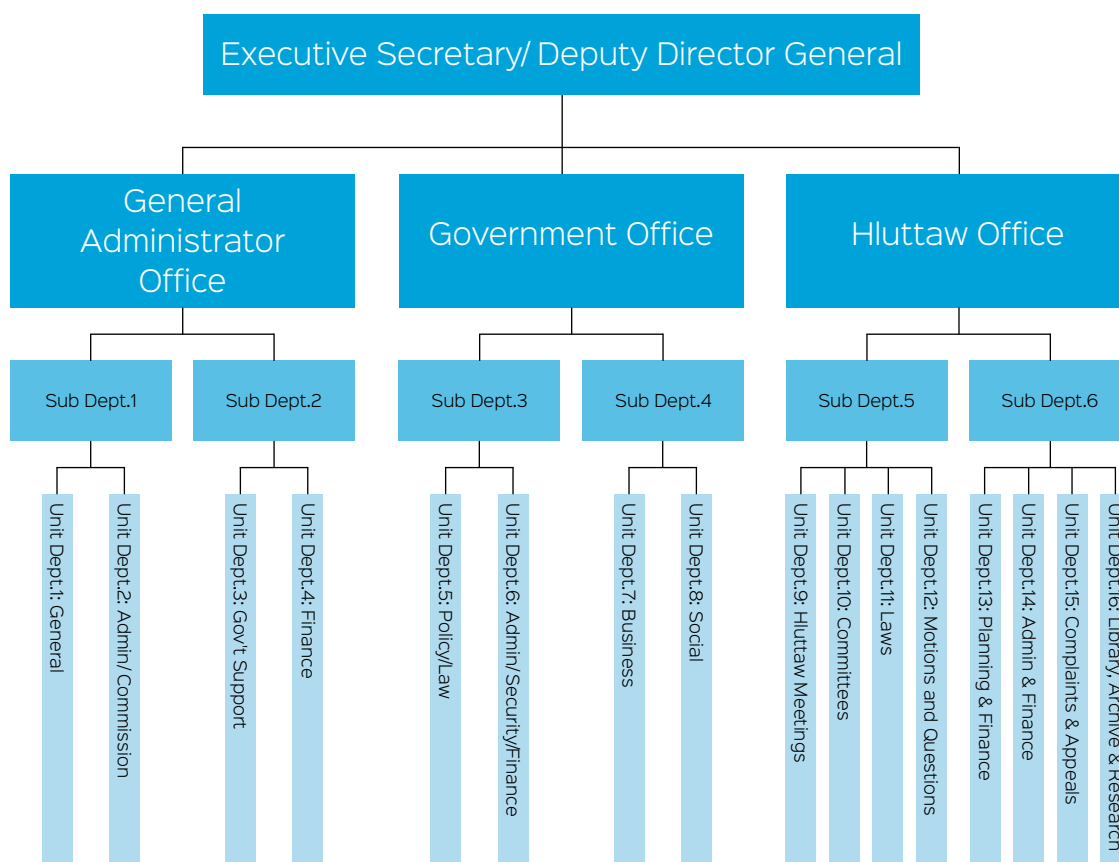 Executive Secretary/ Deputy Director General
General
Administrator
Office
Government Office
Hluttaw Office
Sub Dept.1
Sub Dept.2
Sub Dept.3
Sub Dept.4
Sub Dept.5
Sub Dept.6
Unit Dept.1: General
Unit Dept.2: Admin/ Commission
Unit Dept.3: Gov't Support
Unit Dept.4: Finance
Unit Dept.5: Policy/Law
Unit Dept.6: Admin/Security/Finance
Unit Dept.7: Business
Unit Dept.8: Social
Unit Dept.9: Hluttaw Meetings
Unit Dept.10: Committees
Unit Dept.11: Laws
Unit Dept.12: Motions and Questions
Unit Dept.13: Planning & Finance
Unit Dept.14: Admin & Finance
Unit Dept.15: Complaints & Appeals
Unit Dept.16: Library, Archive & Research